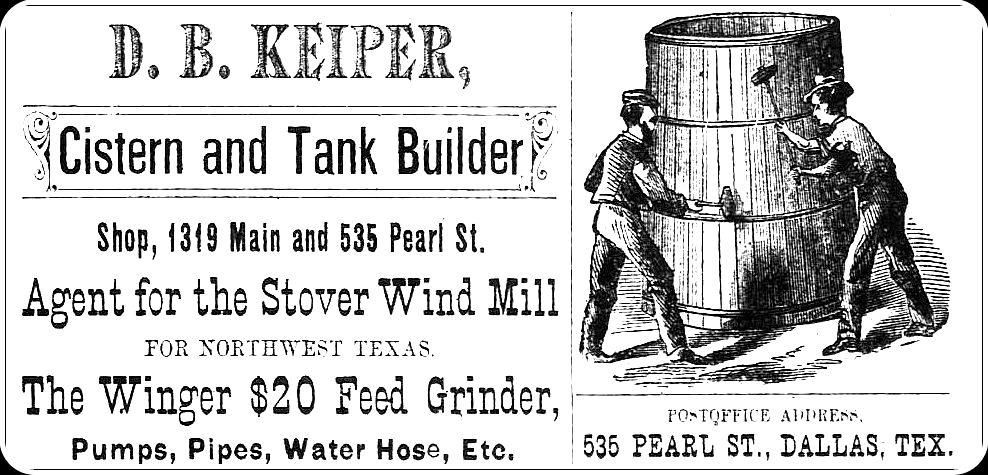 D. B. KEIPER,
Cistern and Tank Builder
Shop, 1319 Main and 535 Pearl St.
Agent for the Stover Wind Mill
FOR NORTHWEST TEXAS.
The Winger $20 Feed Grinder,
Pumps, Pipes, Water Hose, Etc.
POSTOFFICE ADDRESS,
535 PEARL ST., DALLAS, TEX.